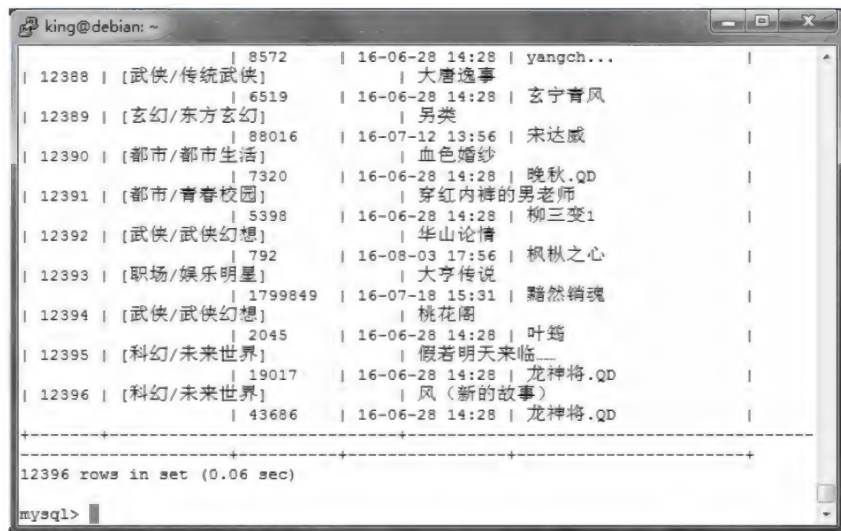 king@debian: ~
| 8572 | 16-06-28 14:28 | yangch... |
| 12388 | [武侠/传统武侠] | 大唐逸事
| 6519 | 16-06-28 14:28 | 玄宁青风 |
| 12389 | [玄幻/东方玄幻] | 另类
| 88016 | 16-07-12 13:56 | 宋达威 |
| 12390 | [都市/都市生活] | 血色婚纱
| 7320 | 16-06-28 14:28 | 晚秋.QD |
| 12391 | [都市/青春校园] | 穿红内裤的男老师
| 5398 | 16-06-28 14:28 | 柳三变1 |
| 12392 | [武侠/武侠幻想] | 华山论情
| 792 | 16-08-03 17:56 | 枫枞之心 |
| 12393 | [职场/娱乐明星] | 大亨传说
| 1799849 | 16-07-18 15:31 | 黯然销魂 |
| 12394 | [武侠/武侠幻想] | 桃花阁
| 2045 | 16-06-28 14:28 | 叶筠 |
| 12395 | [科幻/未来世界] | 假若明天来临……
| 19017 | 16-06-28 14:28 | 龙神将.QD |
| 12396 | [科幻/未来世界] | 风（新的故事）
| 43686 | 16-06-28 14:28 | 龙神将.QD |
12396 rows in set (0.06 sec)
mysql>